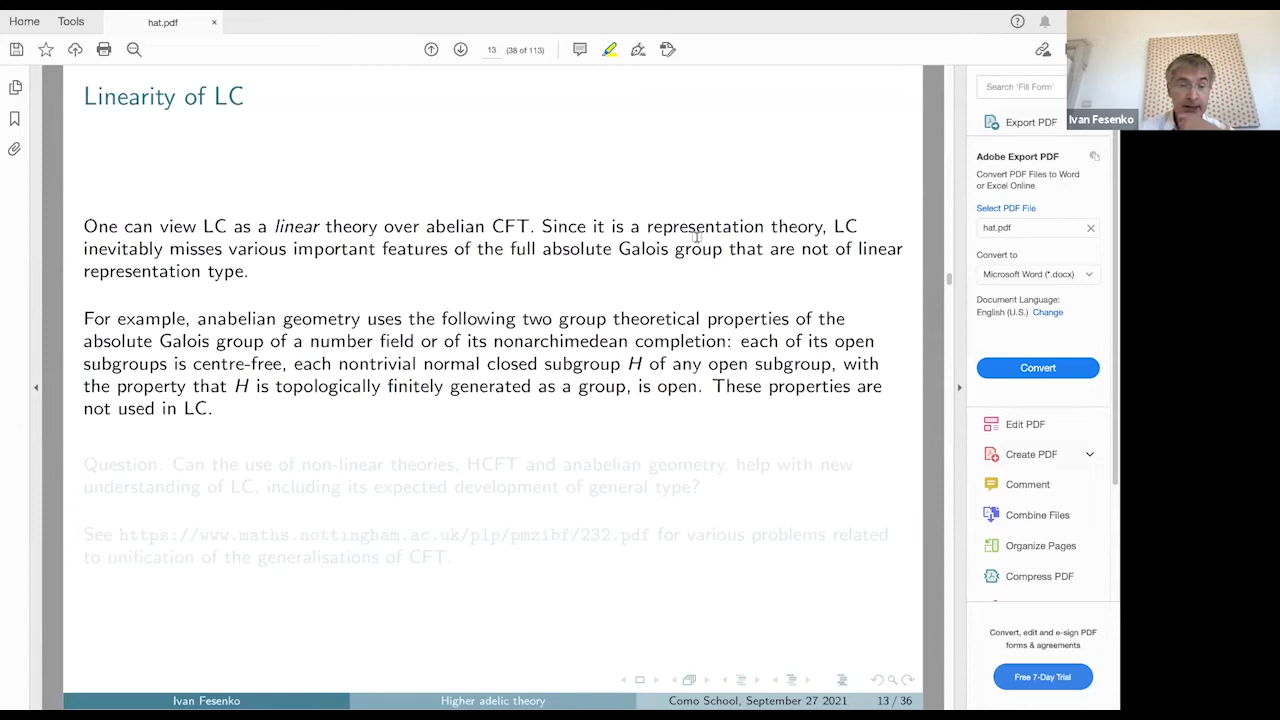 Home
Tools
hat.pdf
×
13 (38 of 113)
Linearity of LC
One can view LC as a linear theory over abelian CFT. Since it is a representation theory, LC
inevitably misses various important features of the full absolute Galois group that are not of linear
representation type.
For example, anabelian geometry uses the following two group theoretical properties of the
absolute Galois group of a number field or of its nonarchimedean completion: each of its open
subgroups is centre-free, each nontrivial normal closed subgroup H of any open subgroup, with
the property that H is topologically finitely generated as a group, is open. These properties are
not used in LC.
Question. Can the use of non-linear theories, HCFT and anabelian geometry, help with new
understanding of LC, including its expected development of general type?
See https://www.maths.nottingham.ac.uk/plp/pmzibf/232.pdf for various problems related
to unification of the generalisations of CFT.
Ivan Fesenko
Higher adelic theory
Como School, September 27 2021
13 / 36
Search 'Fill Form'
Export PDF
Adobe Export PDF
Convert PDF Files to Word
or Excel Online
Select PDF File
hat.pdf
Convert to
Microsoft Word (*.docx)
Document Language:
English (U.S.) Change
Convert
Edit PDF
Create PDF
Comment
Combine Files
Organize Pages
Compress PDF
Convert, edit and e-sign PDF
forms & agreements
Free 7-Day Trial
Ivan Fesenko